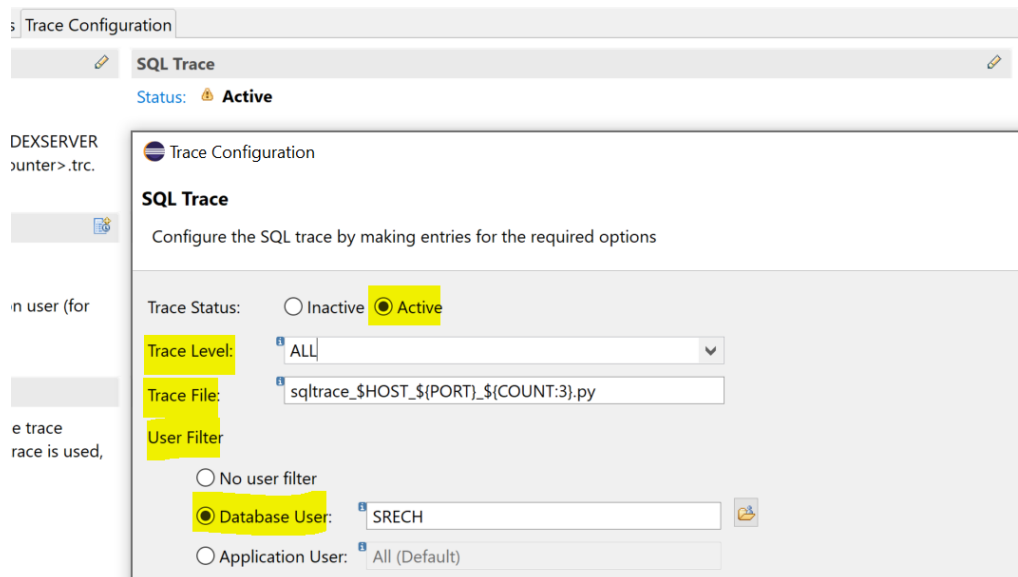 s Trace Configuration
SQL Trace
Status: Active
DEXSERVER
ounter>.trc.
Trace Configuration
SQL Trace
Configure the SQL trace by making entries for the required options
n user (for
Trace Status: Inactive Active
Trace Level: ALL
Trace File: sqltrace_$HOST_${PORT}_${COUNT:3}.py
e trace
User Filter
race is used,
No user filter
Database User: SRECH
Application User: All (Default)